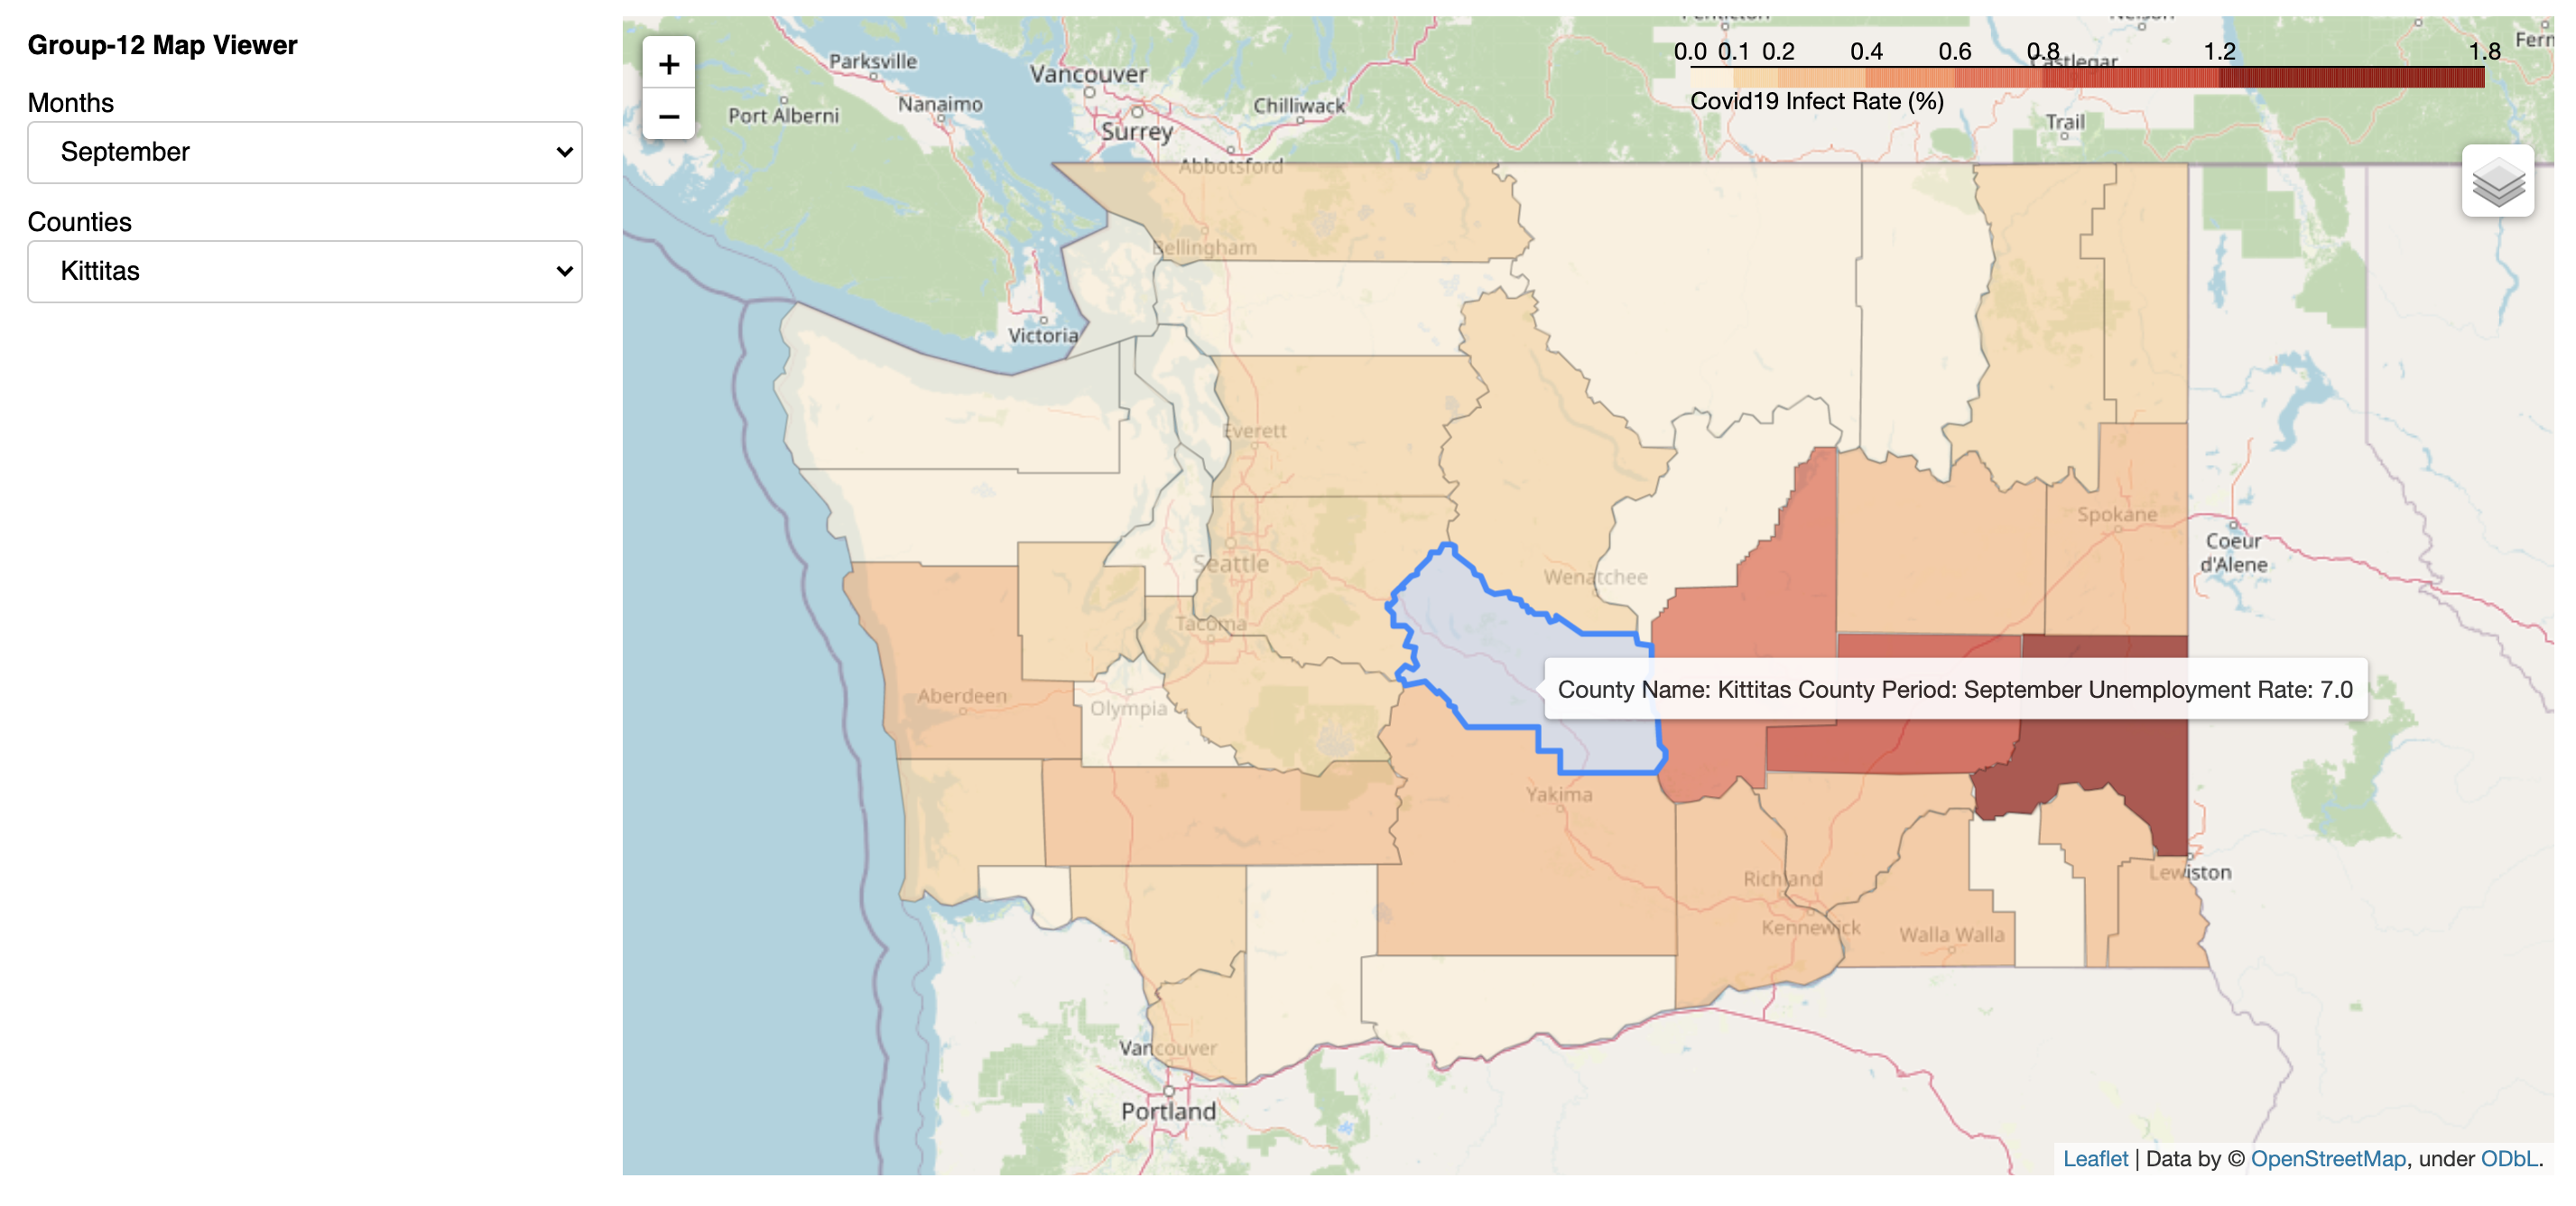 Group-12 Map Viewer
Months
September
Counties
Kittitas
+
−
Parksville
Port Alberni
Nanaimo
Vancouver
Surrey
Chilliwack
Abbotsford
Penticton
Nelson
Fern
0.0 0.1 0.2 0.4 0.6 0.8 1.2 1.8
Castlegar
Covid19 Infect Rate (%)
Trail
Bellingham
Victoria
Everett
Seattle
Tacoma
Wenatchee
Spokane
Coeur
d'Alene
County Name: Kittitas County Period: September Unemployment Rate: 7.0
Aberdeen
Olympia
Yakima
Richland
Kennewick
Walla Walla
Lewiston
Vancouver
Portland
Leaflet | Data by © OpenStreetMap, under ODbL.